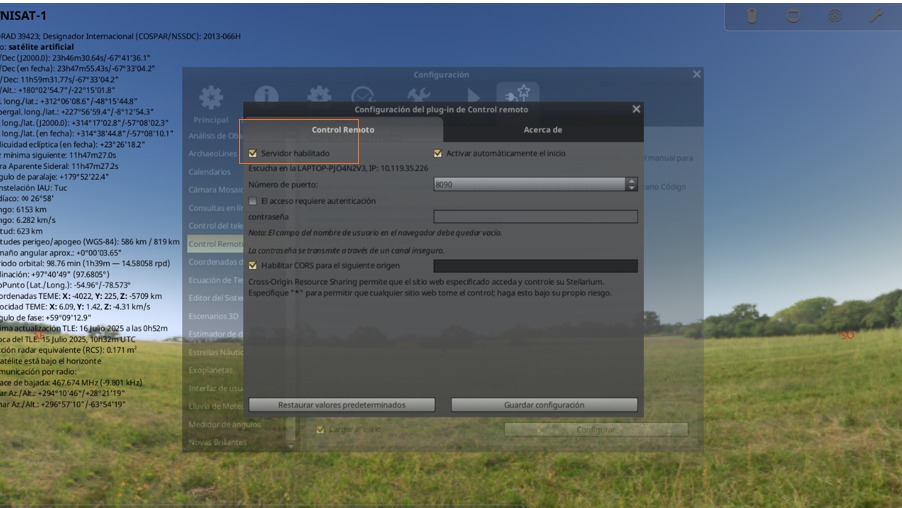 NISAT-1
RAD 39423; Designador Internacional (COSPAR/NSSDC): 2013-066H
o: satélite artificial
/Dec (J2000.0): 23h46m30.64s/-67°41'36.1"
/Dec (en fecha): 23h47m55.43s/-67°33'04.2"
/Dec: 11h59m31.77s/-67°33'04.2"
/Alt.: +180°02'54.7"/-22°15'01.8"
. long./lat.: +312°06'08.6"/-48°15'44.8"
pergal. long./lat.: +227°56'59.4"/-8°12'54.3"
. long./lat. (J2000.0): +314°17'02.8"/-57°08'02.3"
. long./lat. (en fecha): +314°38'44.8"/-57°08'10.1"
licuidad eclíptica (en fecha): +23°26'18.2"
e mínima siguiente: 11h47m27.0s
ra Aparente Sideral: 11h47m27.2s
gulo de paralaje: +179°52'22.4"
nstelación IAU: Tuc
díaco: ♾ 26°58'
ngo: 6153 km
ngo: 6.282 km/s
tud: 623 km
tudes perigeo/apogeo (WGS-84): 586 km / 819 km
maño angular aprox.: +0°00'03.65"
ríodo orbital: 98.76 min (1h39m — 14.58058 rpd)
linación: +97°40'49" (97.6805°)
oPunto (Lat./Long.): -54.96°/-78.573°
ordenadas TEME: X: -4022, Y: 225, Z: -5709 km
ocidad TEME: X: 6.09, Y: 1.42, Z: -4.31 km/s
gulo de fase: +59°09'12.9"
ima actualización TLE: 16 Julio 2025 a las 0h52m
oca del TLE: 15 Julio 2025, 10h32m UTC
ción radar equivalente (RCS): 0.171 m²
satélite está bajo el horizonte
municación por radio:
ace de bajada: 467.674 MHz (-9.801 kHz)
ar Az./Alt.: +294°10'46"/+28°21'19"
nar Az./Alt.: +296°57'10"/-63°54'19"
Configuración
Principal
Análisis de Obs
ArchaeoLines
Calendarios
Cámara Mosaic
Consultas en lí
Control del tele
Control Remoto
Coordenadas d
Ecuación de Ti
Editor del Siste
Escenarios 3D
Estimador de d
Estrellas Náutic
Exoplanetas
Interfaz de usua
Lluvia de Mete
Medidor de ángulos
Novas Brillantes
Configuración del plug-in de Control remoto
Control Remoto
Acerca de
Servidor habilitado
Activar automáticamente el inicio
Escucha en la LAPTOP-PJO4N2V3, IP: 10.119.35.226
Número de puerto:
8090
El acceso requiere autenticación
contraseña
Nota: El campo del nombre de usuario en el navegador debe quedar vacío.
La contraseña se transmite a través de un canal inseguro.
Habilitar CORS para el siguiente origen
Cross-Origin Resource Sharing permite que el sitio web especificado acceda y controle su Stellarium.
Especifique "*" para permitir que cualquier sitio web tome el control; haga esto bajo su propio riesgo.
Restaurar valores predeterminados
Guardar configuración
l manual para
ano Código
Cargar al inicio
Configurar
SO